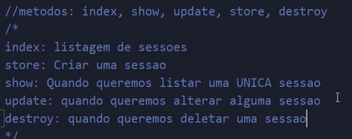 //metodos: index, show, update, store, destroy
/*
index: listagem de sessoes
store: Criar uma sessao
show: Quando queremos listar uma UNICA sessao
update: quando queremos alterar alguma sessao
destroy: quando queremos deletar uma sessao
*/